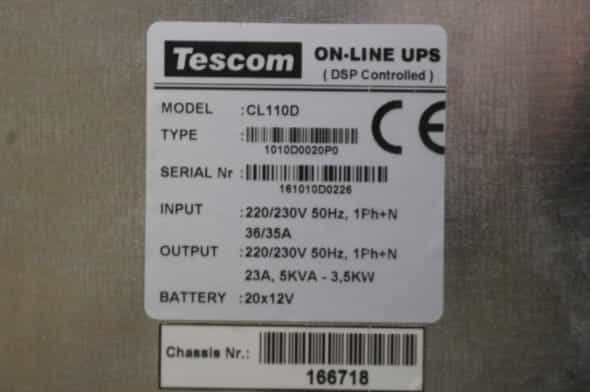 Tescom ON-LINE UPS
( DSP Controlled )
MODEL :CL110D
TYPE :
1010D0020P0
SERIAL Nr :
161010D0226
INPUT :220/230V 50Hz, 1Ph+N
36/35A
OUTPUT :220/230V 50Hz, 1Ph+N
23A, 5KVA - 3,5KW
BATTERY :20x12V
CE
Chassis Nr.:
166718